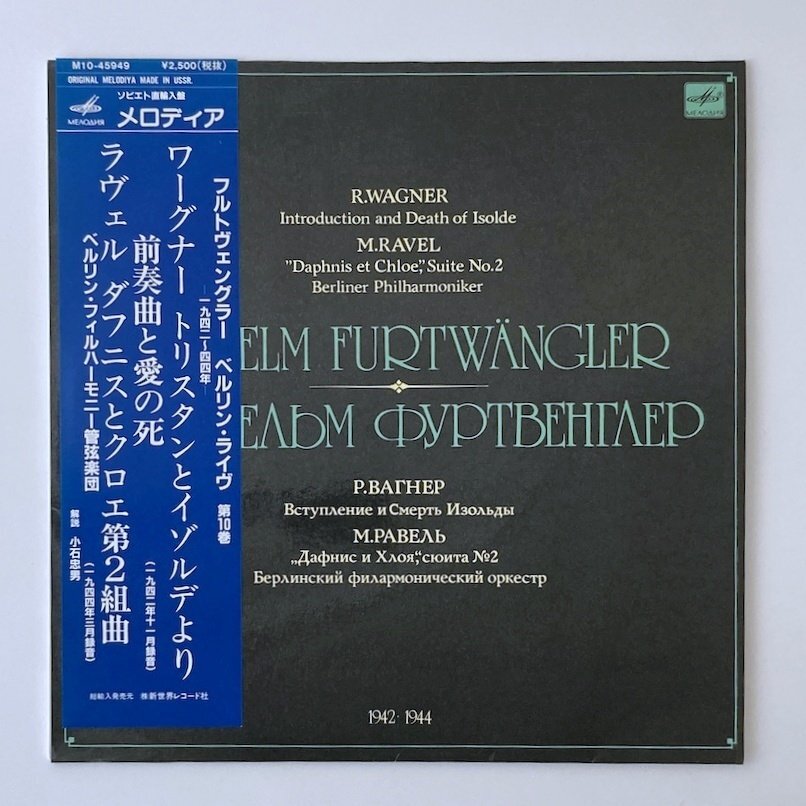 M10-45949 ¥2,500(税抜)
ORIGINAL MELODIYA MADE IN USSR.
ソビエト直輸入盤
МЕЛОДИЯ メロディア
フルトヴェングラー ベルリン・ライヴ 第10巻
—一九四二〜四四年—
ワーグナー トリスタンとイゾルデより
前奏曲と愛の死
(一九四二年十一月録音)
ラヴェル ダフニスとクロエ第2組曲
(一九四四年三月録音)
ベルリン・フィルハーモニー管弦楽団
解説 小石忠男
総輸入発売元 株新世界レコード社
МЕЛОДИЯ
R.WAGNER
Introduction and Death of Isolde
M.RAVEL
"Daphnis et Chloe", Suite No.2
Berliner Philharmoniker
ELM FURTWÄNGLER
ЕЛЬМ ФУРТВЕНГЛЕР
Р.ВАГНЕР
Вступление и Смерть Изольды
М.РАВЕЛЬ
„Дафнис и Хлоя", сюита №2
Берлинский филармонический оркестр
1942 · 1944